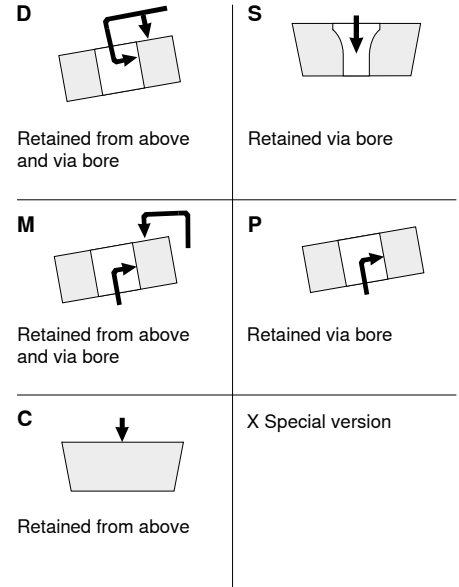 D
Retained from above
and via bore
S
Retained via bore
M
Retained from above
and via bore
P
Retained via bore
C
Retained from above
X Special version